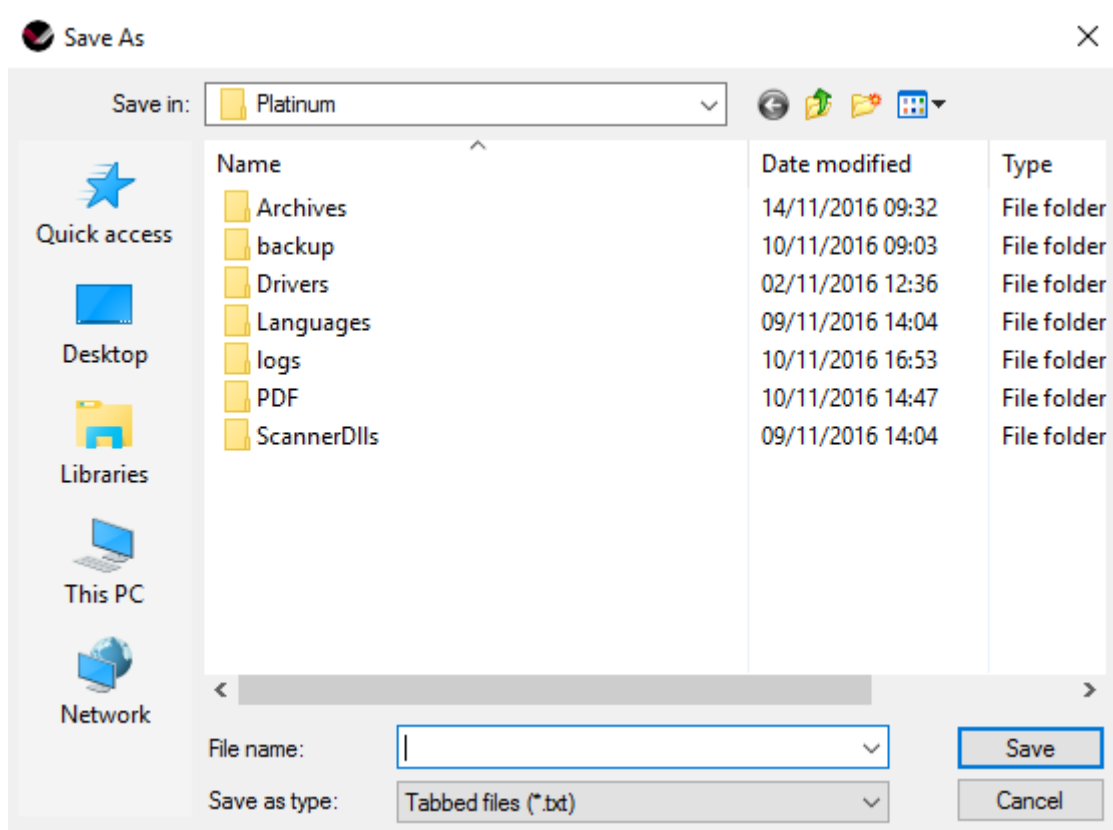 Save As
Save in: Platinum
Name Date modified Type
Quick access
Desktop
Libraries
This PC
Network
Archives 14/11/2016 09:32 File folder
backup 10/11/2016 09:03 File folder
Drivers 02/11/2016 12:36 File folder
Languages 09/11/2016 14:04 File folder
logs 10/11/2016 16:53 File folder
PDF 10/11/2016 14:47 File folder
ScannerDlls 09/11/2016 14:04 File folder
File name: Save
Save as type: Tabbed files (*.txt) Cancel